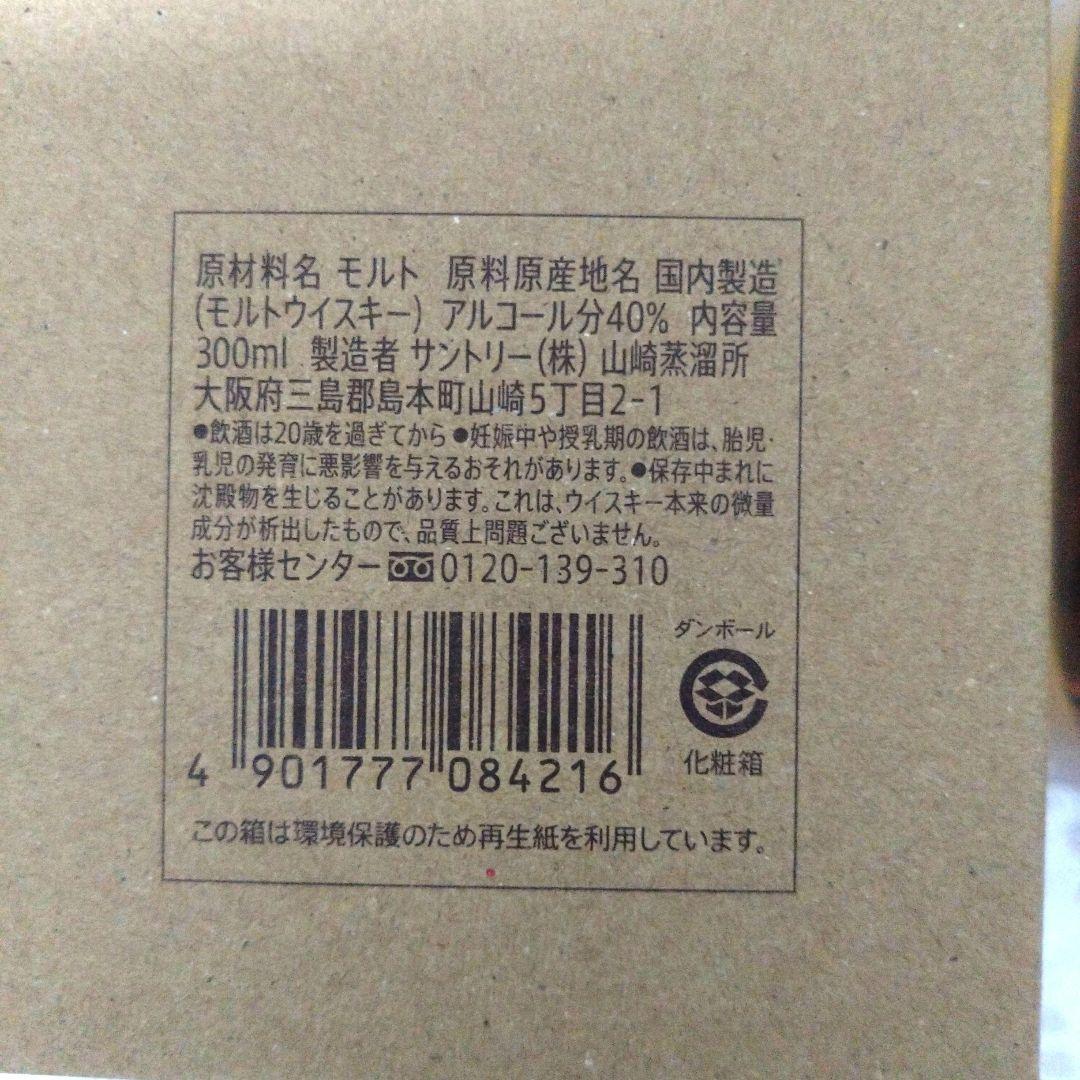 原材料名 モルト 原料原産地名 国内製造
(モルトウイスキー) アルコール分40% 内容量
300ml 製造者 サントリー(株) 山崎蒸溜所
大阪府三島郡島本町山崎5丁目2-1
●飲酒は20歳を過ぎてから ●妊娠中や授乳期の飲酒は、胎児・
乳児の発育に悪影響を与えるおそれがあります。●保存中まれに
沈殿物を生じることがあります。これは、ウイスキー本来の微量
成分が析出したもので、品質上問題ございません。
お客様センター 0120-139-310
ダンボール
化粧箱
4 901777 084216
この箱は環境保護のため再生紙を利用しています。